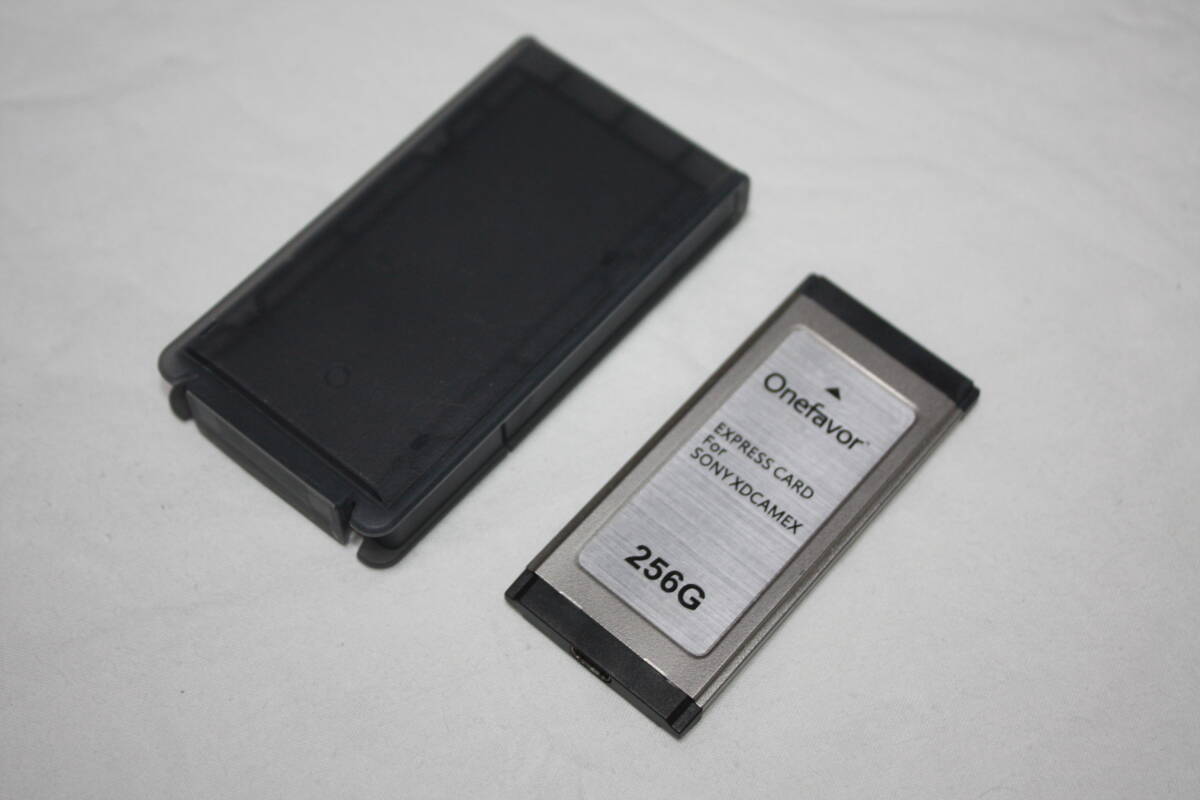 Onefavor
EXPRESS CARD
For
SONY XDCAMEX
256G